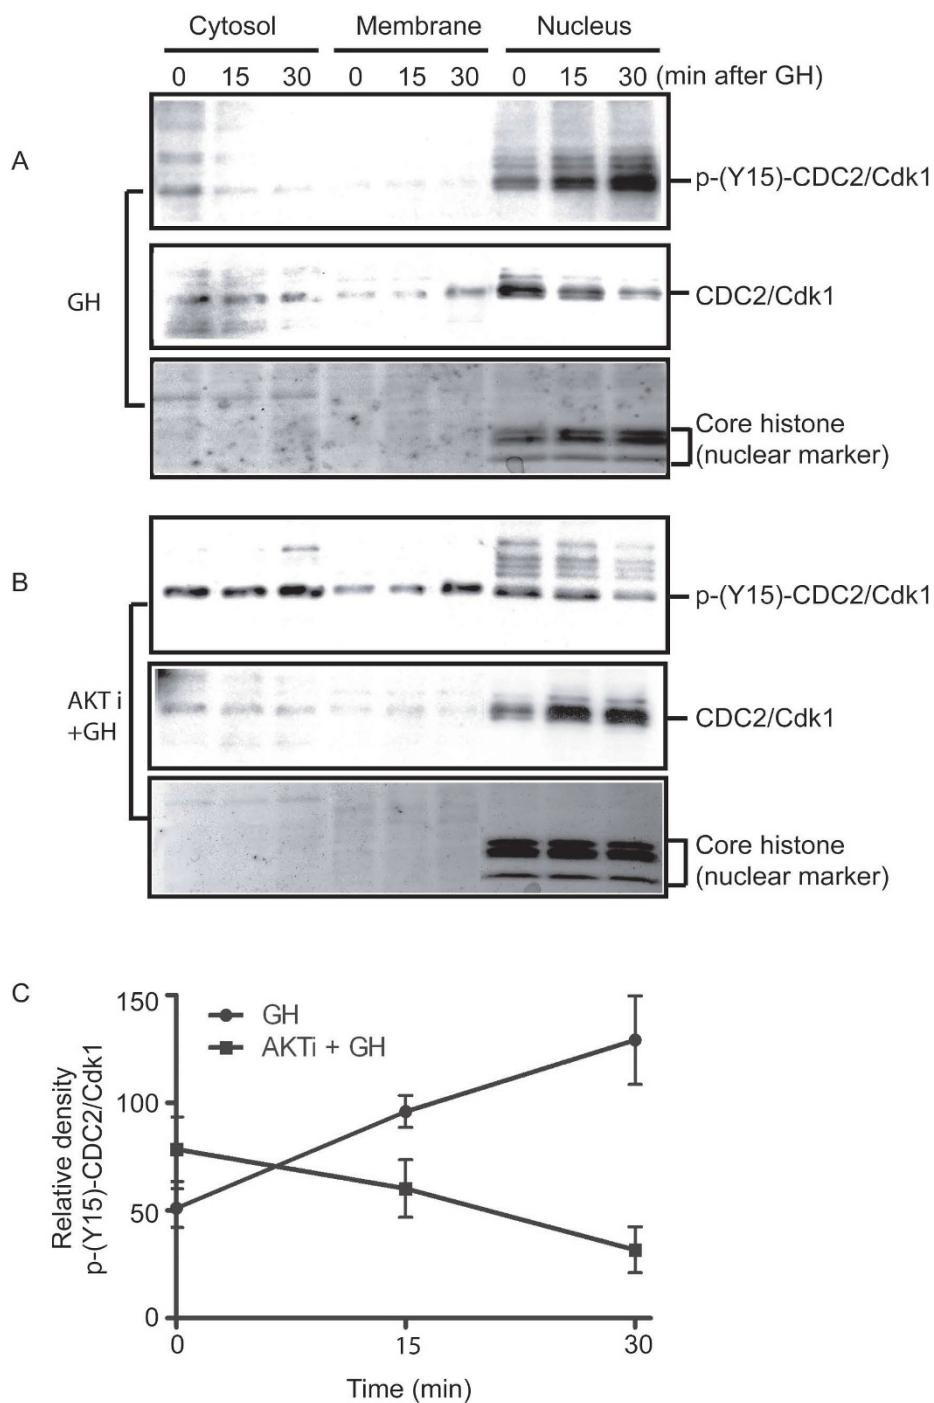 Cytosol Membrane Nucleus
0 15 30 0 15 30 0 15 30 (min after GH)
A
p-(Y15)-CDC2/Cdk1
GH
CDC2/Cdk1
Core histone
(nuclear marker)
B
p-(Y15)-CDC2/Cdk1
AKT i
+GH
CDC2/Cdk1
Core histone
(nuclear marker)
C
150
GH
AKTi + GH
100
50
0
Relative density
p-(Y15)-CDC2/Cdk1
0 15 30
Time (min)